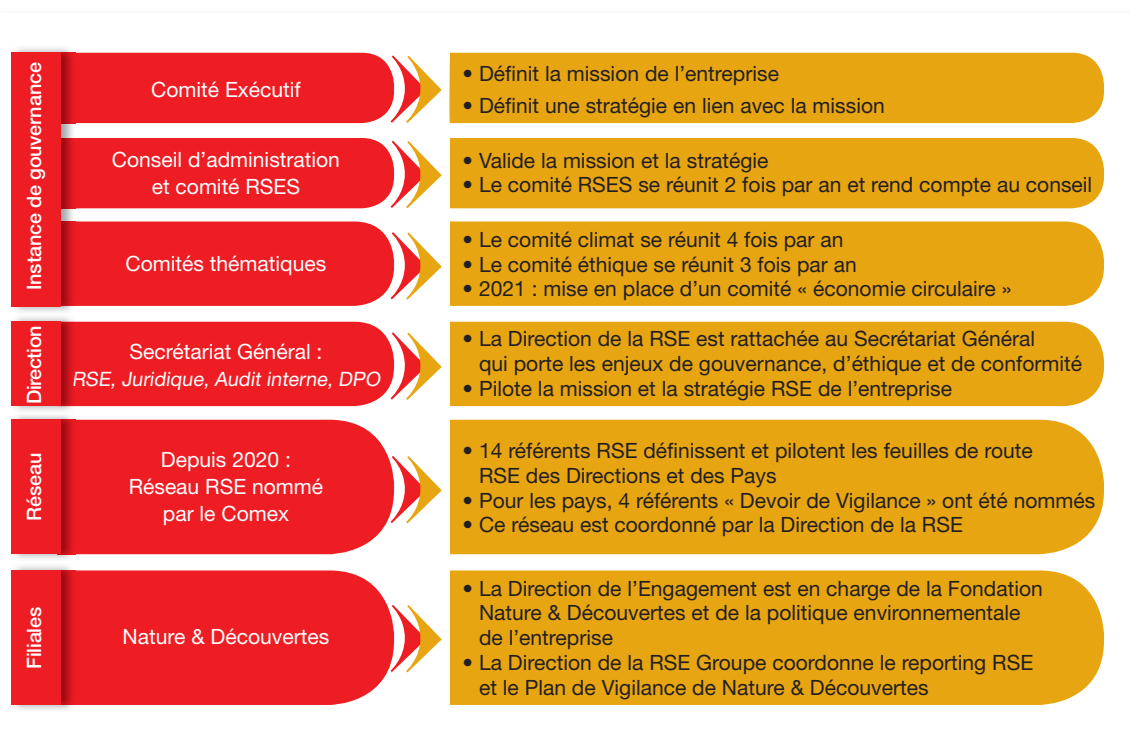 Instance de gouvernance
Comité Exécutif
• Définit la mission de l’entreprise
• Définit une stratégie en lien avec la mission
Conseil d’administration
et comité RSES
• Valide la mission et la stratégie
• Le comité RSES se réunit 2 fois par an et rend compte au conseil
Comités thématiques
• Le comité climat se réunit 4 fois par an
• Le comité éthique se réunit 3 fois par an
• 2021 : mise en place d’un comité « économie circulaire »
Direction
Secrétariat Général :
RSE, Juridique, Audit interne, DPO
• La Direction de la RSE est rattachée au Secrétariat Général
qui porte les enjeux de gouvernance, d’éthique et de conformité
• Pilote la mission et la stratégie RSE de l’entreprise
Réseau
Depuis 2020 :
Réseau RSE nommé
par le Comex
• 14 référents RSE définissent et pilotent les feuilles de route
RSE des Directions et des Pays
• Pour les pays, 4 référents « Devoir de Vigilance » ont été nommés
• Ce réseau est coordonné par la Direction de la RSE
Filiales
Nature & Découvertes
• La Direction de l’Engagement est en charge de la Fondation
Nature & Découvertes et de la politique environnementale
de l’entreprise
• La Direction de la RSE Groupe coordonne le reporting RSE
et le Plan de Vigilance de Nature & Découvertes